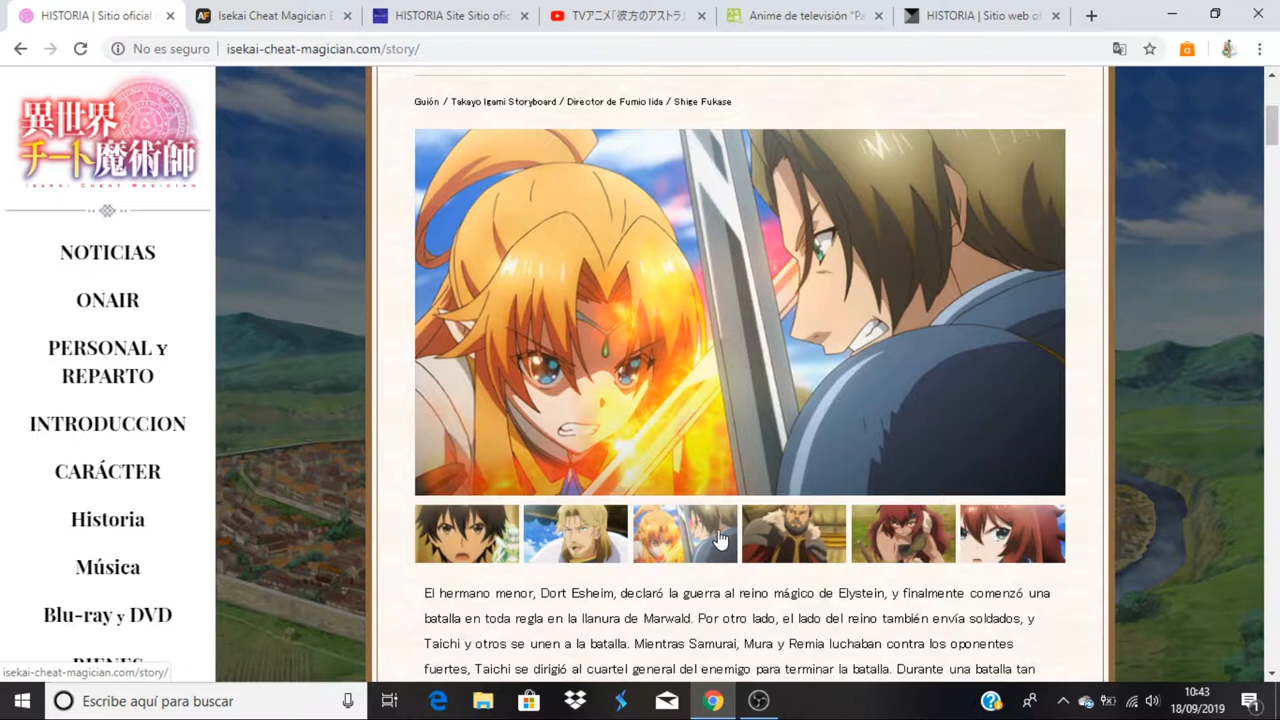 HISTORIA | Sitio oficial
Isekai Cheat Magician E
HISTORIA Site Sitio ofic
TVアニメ「彼方のアストラ」
Anime de televisión "Pa
HISTORIA | Sitio web of
No es seguro
isekai-cheat-magician.com/story/
異世界
チート魔術師
ISEKAI CHEAT MAGICIAN
NOTICIAS
ONAIR
PERSONAL Y
REPARTO
INTRODUCCION
CARÁCTER
Historia
Música
Blu-ray y DVD
BIENES
Guión / Takayo Igami Storyboard / Director de Fumio Iida / Shige Fukase
El hermano menor, Dort Esheim, declaró la guerra al reino mágico de Elystein, y finalmente comenzó una
batalla en toda regla en la llanura de Marwald. Por otro lado, el lado del reino también envía soldados, y
Taichi y otros se unen a la batalla. Mientras Samurai, Mura y Remia luchaban contra los oponentes
fuertes, Taichi se dirigió al cuartel general del enemigo para terminar la batalla. Durante una batalla tan
isekai-cheat-magician.com/story/
Escribe aquí para buscar
10:43
18/09/2019
1